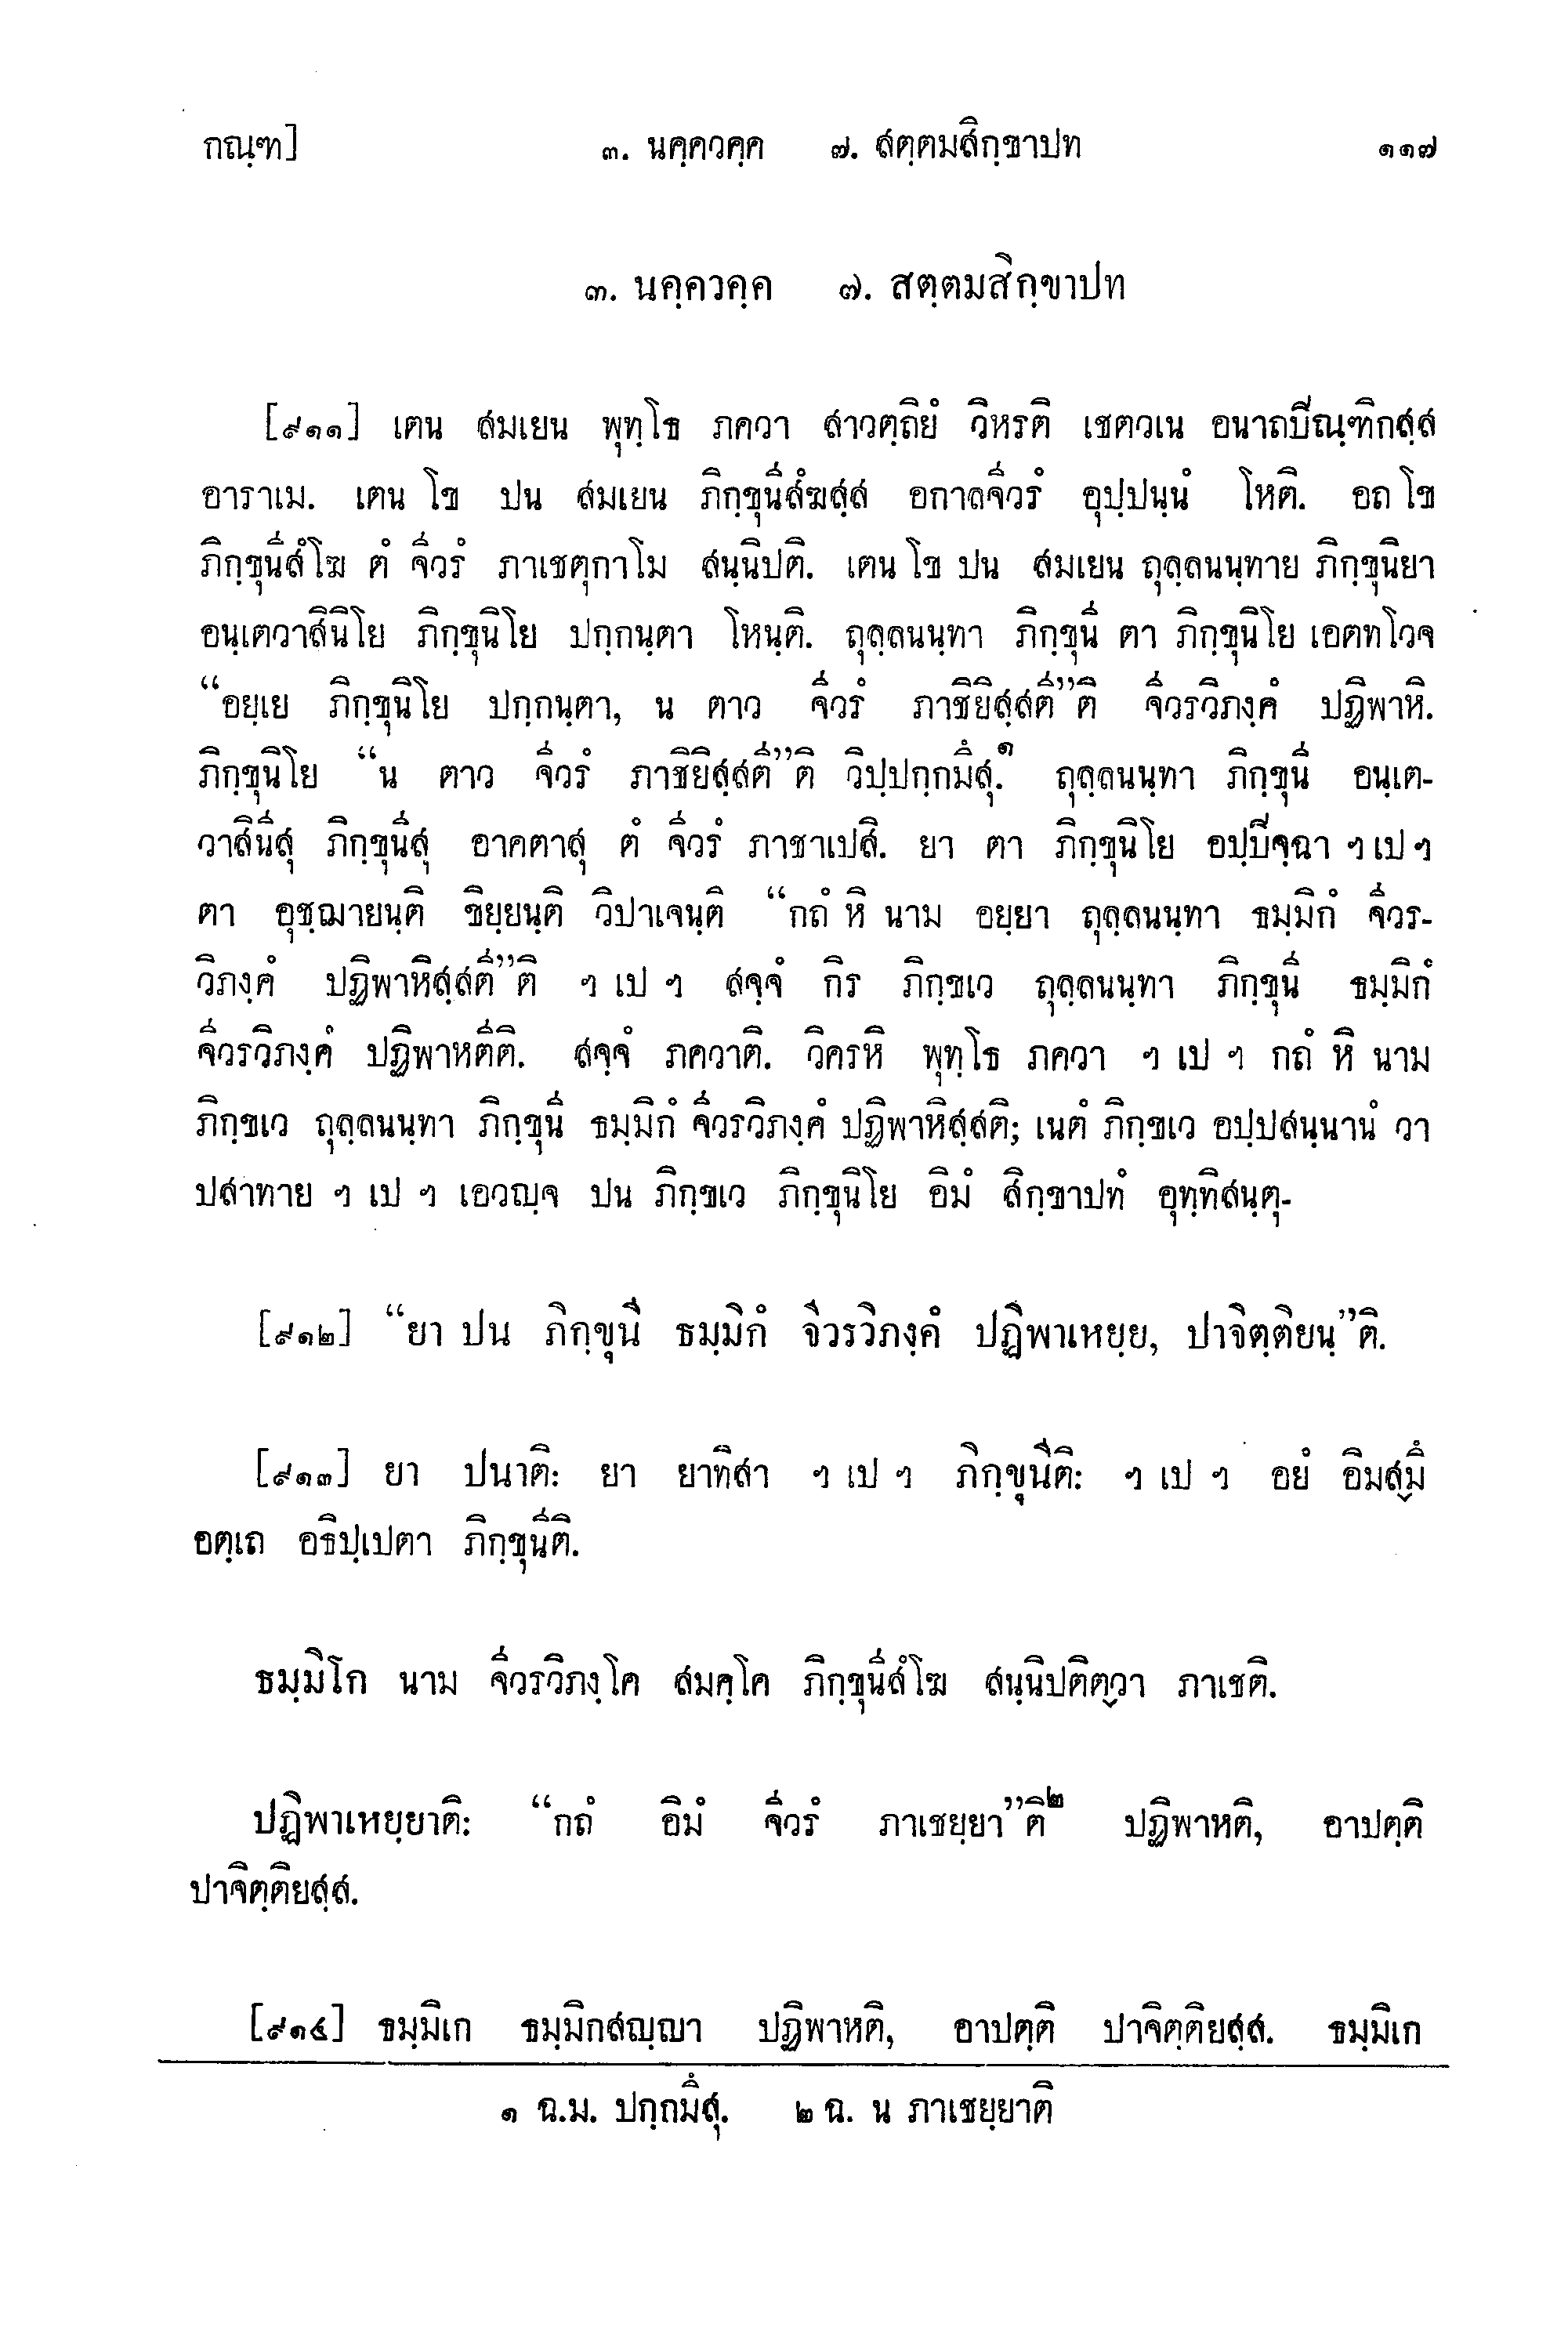 กณฺฑ] ๓. นคฺควคฺค ๗. สตฺตมสิกฺขาปท ๑๑๗
๓. นคฺควคฺค ๗. สตฺตมสิกฺขาปท
[๙๑๑] เตน สมเยน พุทฺโธ ภควา สาวตฺถิยํ วิหรติ เชตวเน อนาถปิณฺฑิกสฺส
อาราเม. เตน โข ปน สมเยน ภิกฺขุนีสํฆสฺส อกาลจีวรํ อุปฺปนฺนํ โหติ. อถ โข
ภิกฺขุนีสํโฆ ตํ จีวรํ ภาเชตุกาโม สนฺนิปติ. เตน โข ปน สมเยน ถุลฺลนนฺทาย ภิกฺขุนิยา
อนฺเตวาสินิโย ภิกฺขุนิโย ปกฺกนฺตา โหนฺติ. ถุลฺลนนฺทา ภิกฺขุนี ตา ภิกฺขุนิโย เอตทโวจ
“อยฺเย ภิกฺขุนิโย ปกฺกนฺตา, น ตาว จีวรํ ภาชิยิสฺสตี”ติ จีวรวิภงฺคํ ปฏิพาหิ.
ภิกฺขุนิโย “น ตาว จีวรํ ภาชิยิสฺสตี”ติ วิปฺปกฺกมึสุ.๑ ถุลฺลนนฺทา ภิกฺขุนี อนฺเต-
วาสินีสุ ภิกฺขุนีสุ อาคตาสุ ตํ จีวรํ ภาชาเปสิ. ยา ตา ภิกฺขุนิโย อปฺปิจฺฉา ฯ เป ฯ
ตา อุชฺฌายนฺติ ขิยฺยนฺติ วิปาเจนฺติ “กถํ หิ นาม อยฺยา ถุลฺลนนฺทา ธมฺมิกํ จีวร-
วิภงฺคํ ปฏิพาหิสฺสตี”ติ ฯ เป ฯ สจฺจํ กิร ภิกฺขเว ถุลฺลนนฺทา ภิกฺขุนี ธมฺมิกํ
จีวรวิภงฺคํ ปฏิพาหตีติ. สจฺจํ ภควาติ. วิครหิ พุทฺโธ ภควา ฯ เป ฯ กถํ หิ นาม
ภิกฺขเว ถุลฺลนนฺทา ภิกฺขุนี ธมฺมิกํ จีวรวิภงฺคํ ปฏิพาหิสฺสติ; เนตํ ภิกฺขเว อปฺปสนฺนานํ วา
ปสาทาย ฯ เป ฯ เอวญฺจ ปน ภิกฺขเว ภิกฺขุนิโย อิมํ สิกฺขาปทํ อุทฺทิสนฺตุ-
[๙๑๒] “ยา ปน ภิกฺขุนี ธมฺมิกํ จีวรวิภงฺคํ ปฏิพาเหยฺย, ปาจิตฺติยนฺ”ติ.
[๙๑๓] ยา ปนาติ: ยา ยาทิสา ฯ เป ฯ ภิกฺขุนีติ: ฯ เป ฯ อยํ อิมสฺมึ
อตฺเถ อธิปฺเปตา ภิกฺขุนีติ.
ธมฺมิโก นาม จีวรวิภงฺโค สมคฺโค ภิกฺขุนีสํโฆ สนฺนิปติตฺวา ภาเชติ.
ปฏิพาเหยฺยาติ: “กถํ อิมํ จีวรํ ภาเชยฺยา”ติ๒ ปฏิพาหติ, อาปตฺติ
ปาจิตฺติยสฺส.
[๙๑๔] ธมฺมิเก ธมฺมิกสญฺญา ปฏิพาหติ, อาปตฺติ ปาจิตฺติยสฺส. ธมฺมิเก
๑ ฉ.ม. ปกฺกมึสุ. ๒ ฉ. น ภาเชยฺยาติ